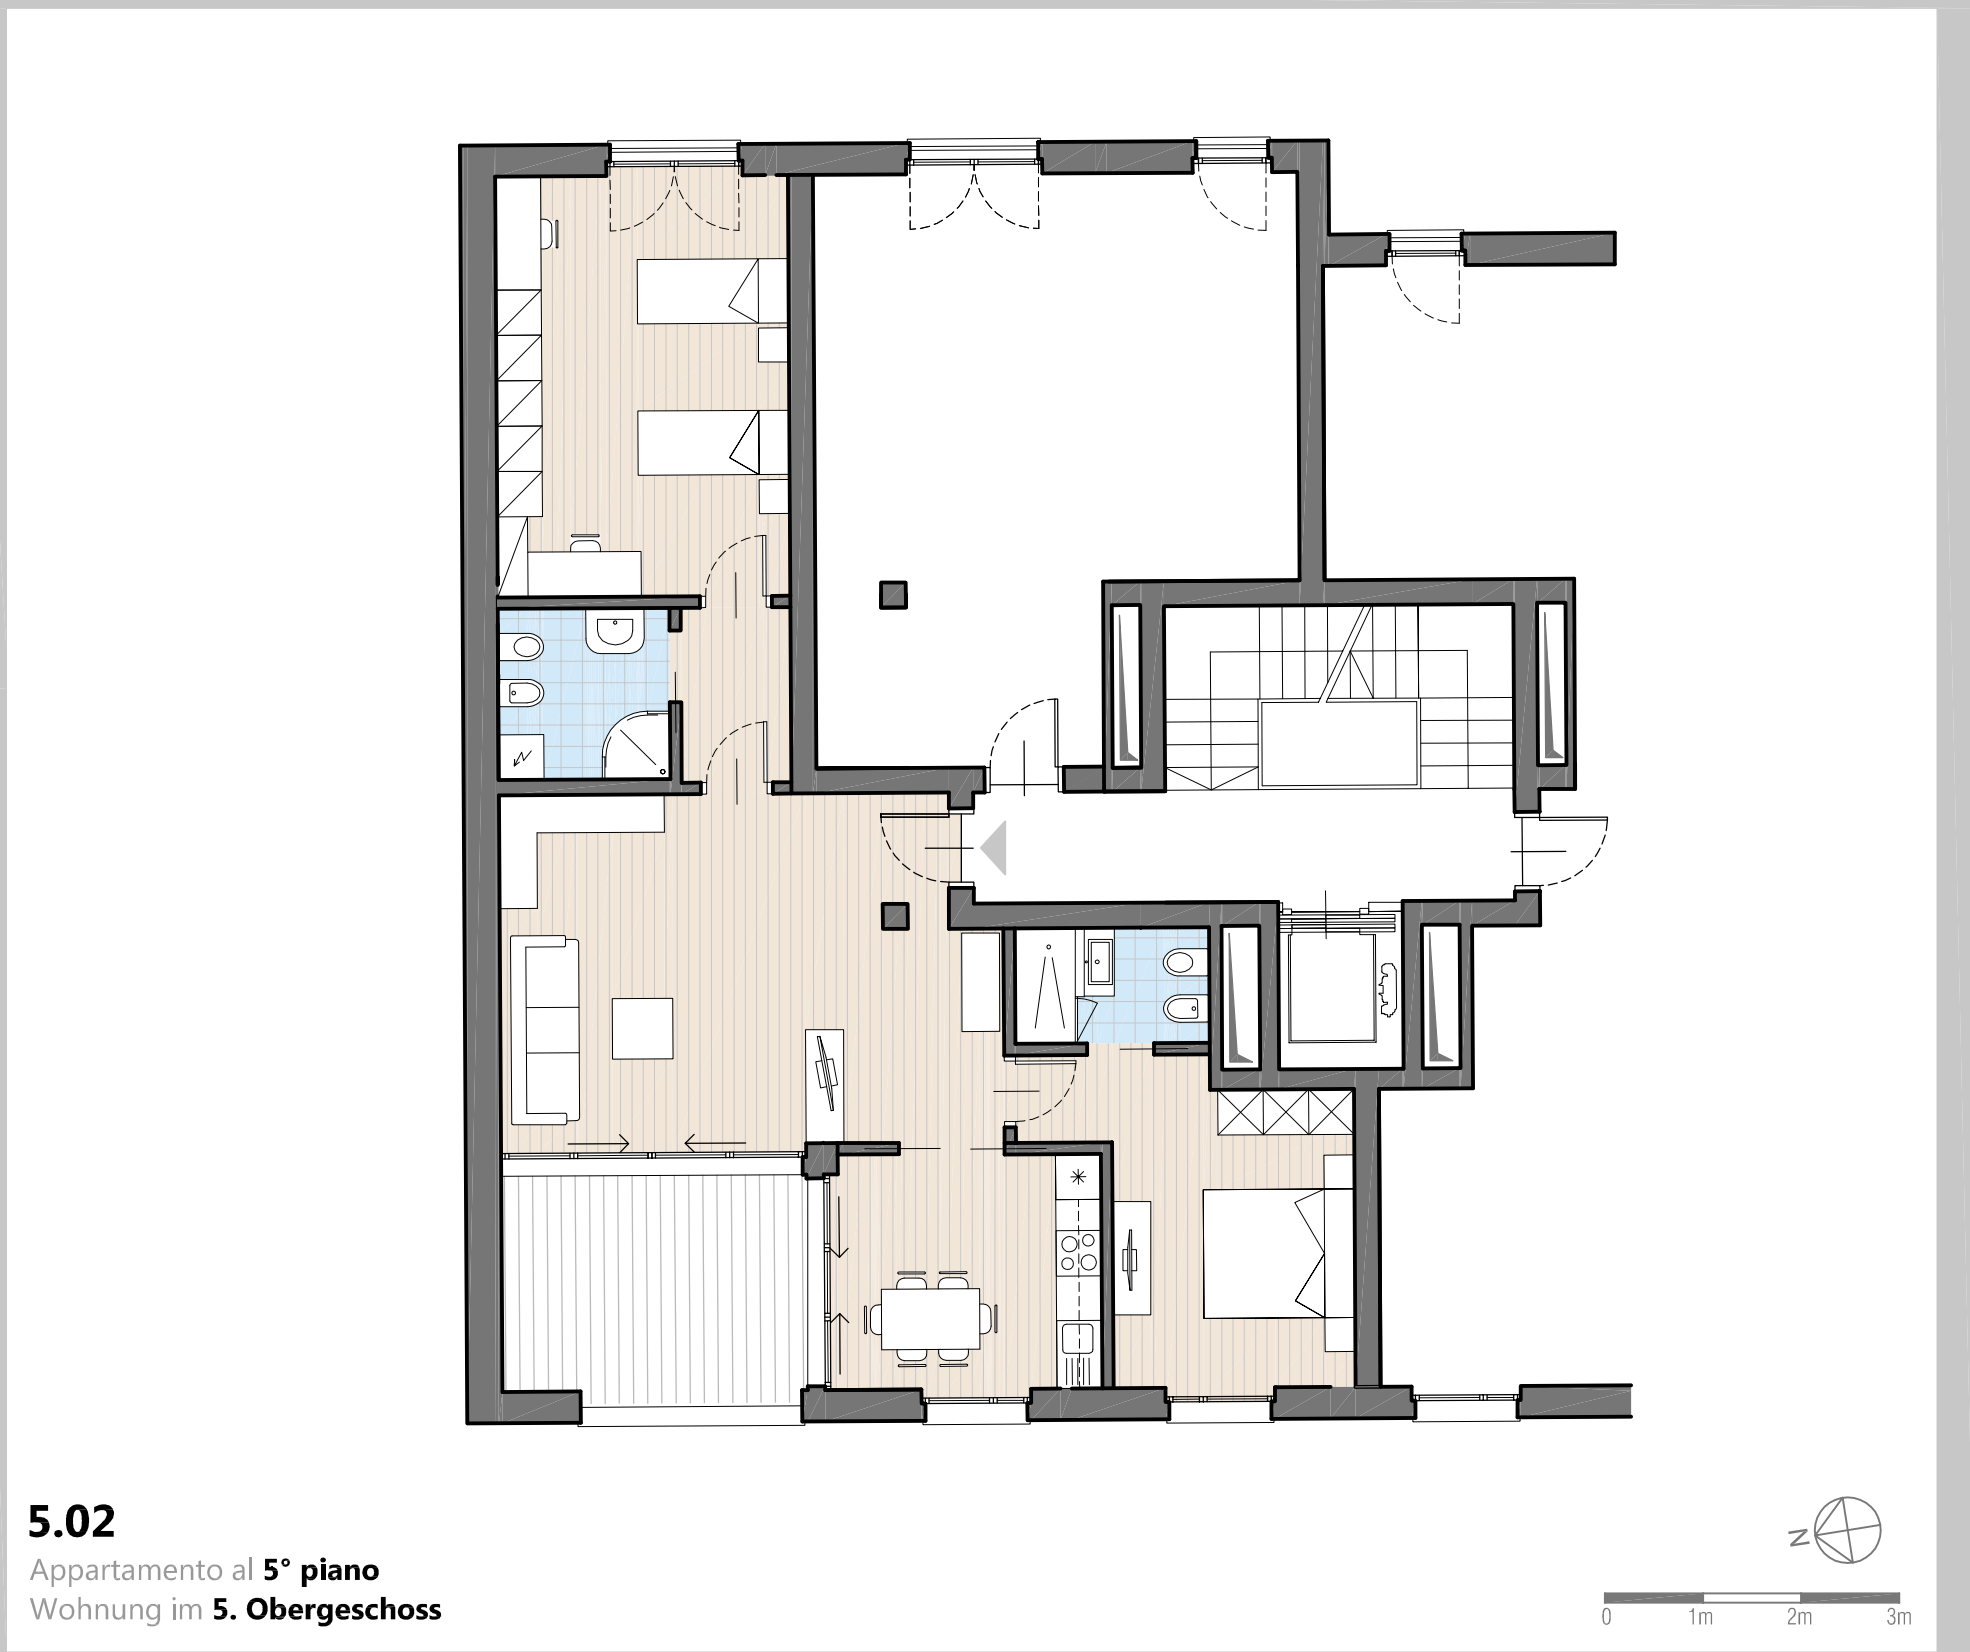 5.02
Appartamento al 5° piano
Wohnung im 5. Obergeschoss
N
0 1m 2m 3m